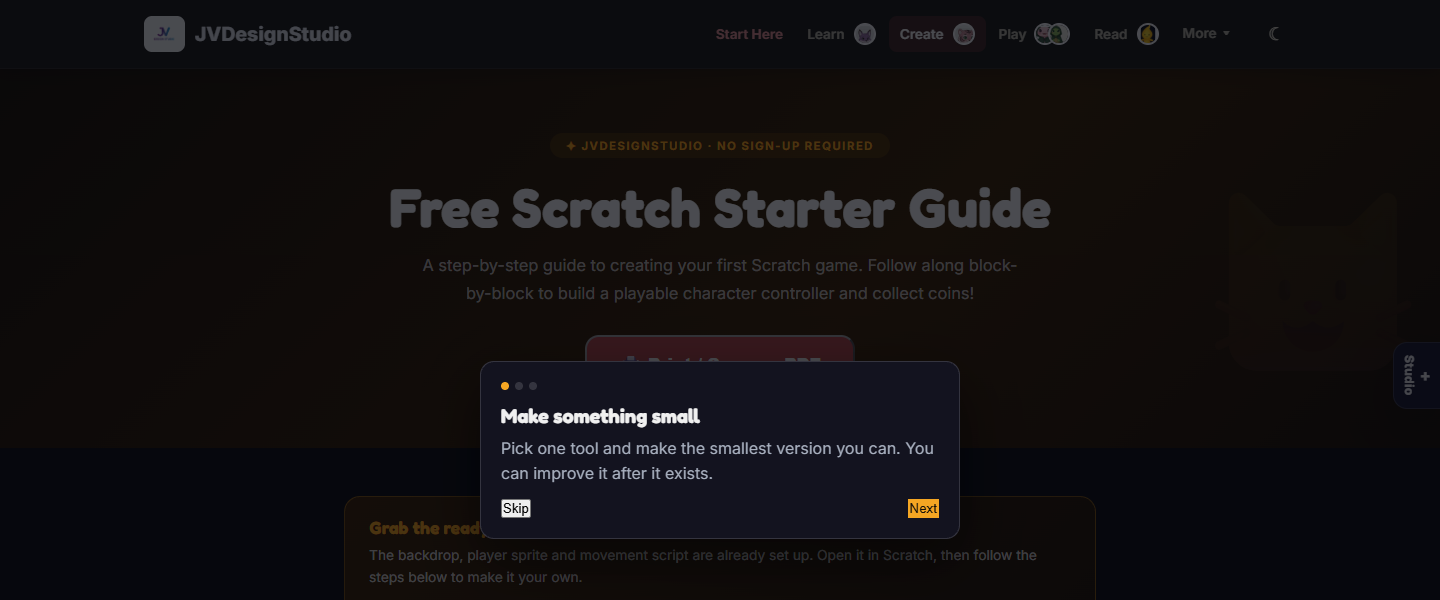 JV JVDesignStudio
Start Here Learn Create Play Read More
✦ JVDESIGNSTUDIO · NO SIGN-UP REQUIRED
Free Scratch Starter Guide
A step-by-step guide to creating your first Scratch game. Follow along block-
by-block to build a playable character controller and collect coins!
Make something small
Pick one tool and make the smallest version you can. You
can improve it after it exists.
Skip Next
Grab the ready
The backdrop, player sprite and movement script are already set up. Open it in Scratch, then follow the
steps below to make it your own.
+ Studio